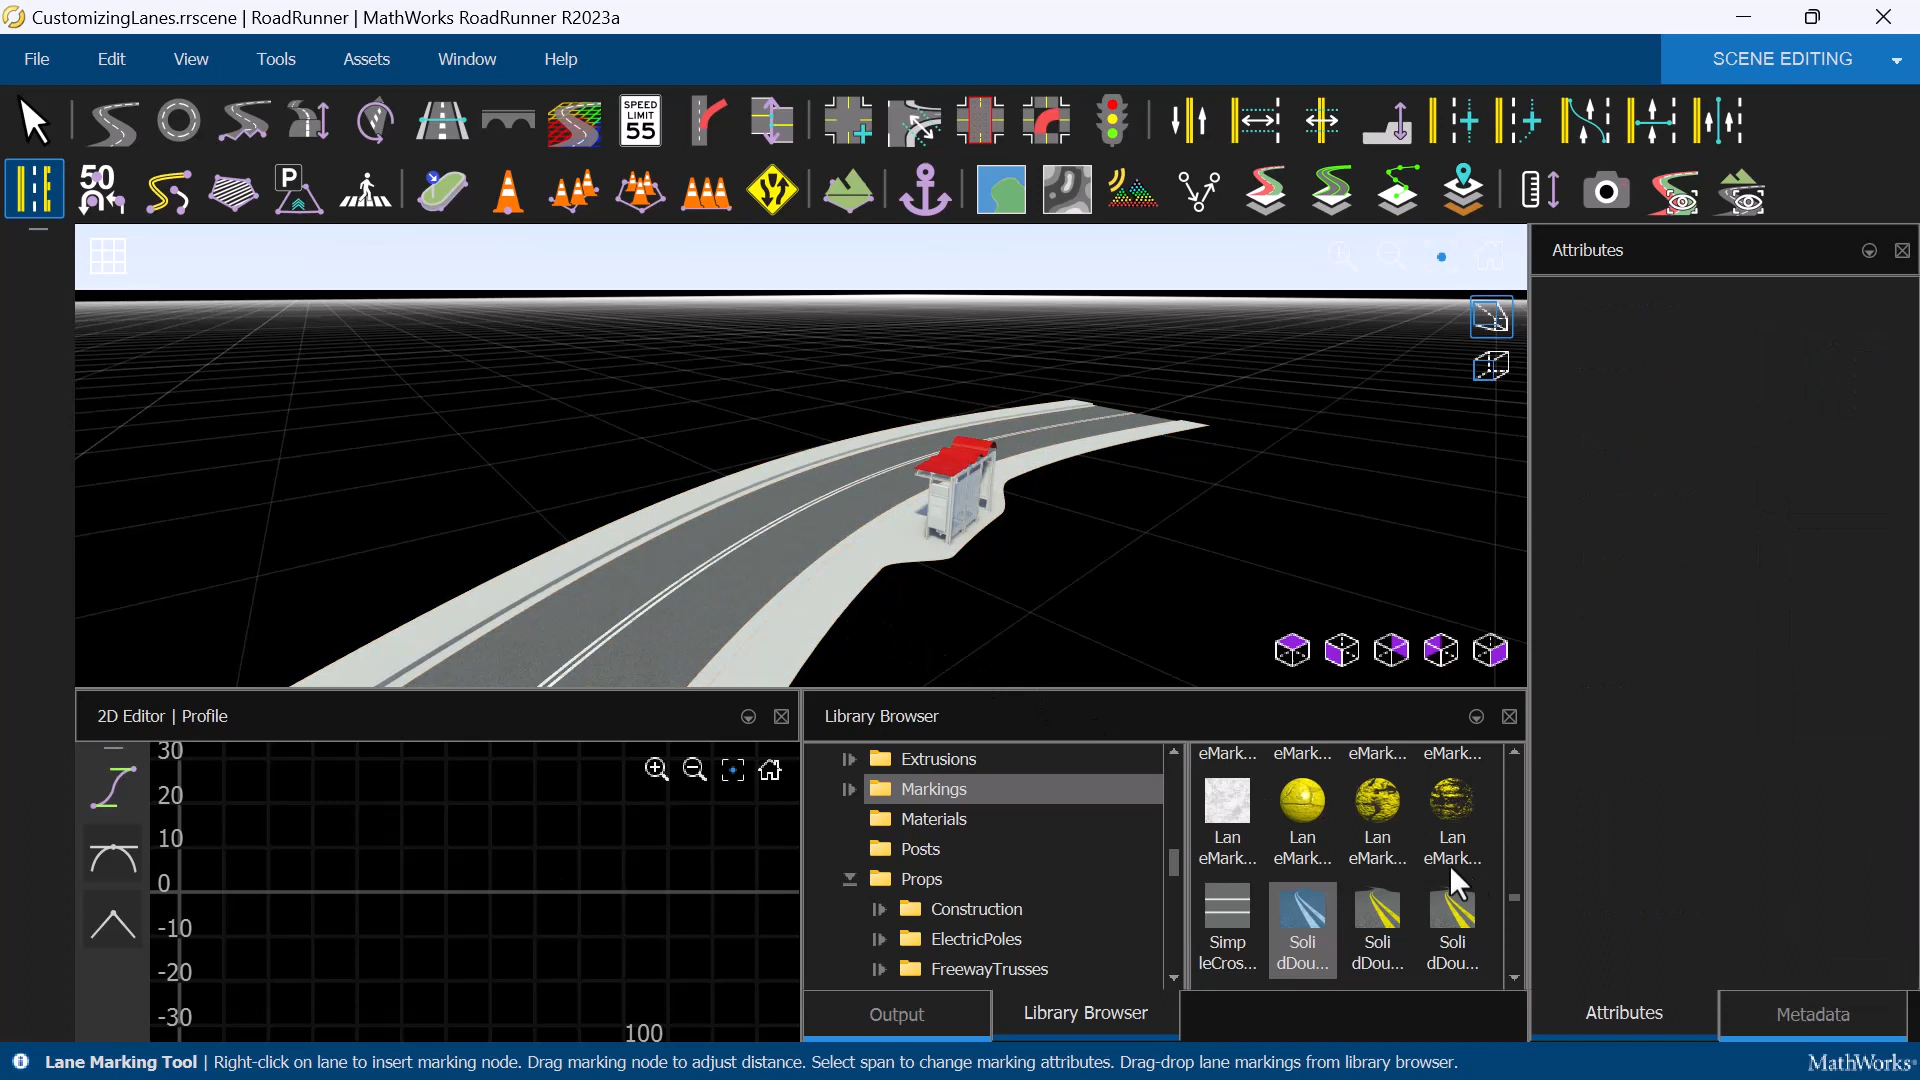 CustomizingLanes.rrscene | RoadRunner | MathWorks RoadRunner R2023a
File Edit View Tools Assets Window Help SCENE EDITING
SPEED LIMIT 55
50 P
Attributes
2D Editor | Profile
Library Browser
30
20
10
0
-10
-20
-30
100
Extrusions
Markings
Materials
Posts
Props
Construction
ElectricPoles
FreewayTrusses
eMark... eMark... eMark... eMark...
Lan Lan Lan Lan
eMark... eMark... eMark... eMark...
Simp Soli Soli Soli
leCros... dDou... dDou... dDou...
Output Library Browser
Attributes Metadata
Lane Marking Tool | Right-click on lane to insert marking node. Drag marking node to adjust distance. Select span to change marking attributes. Drag-drop lane markings from library browser.
MathWorks